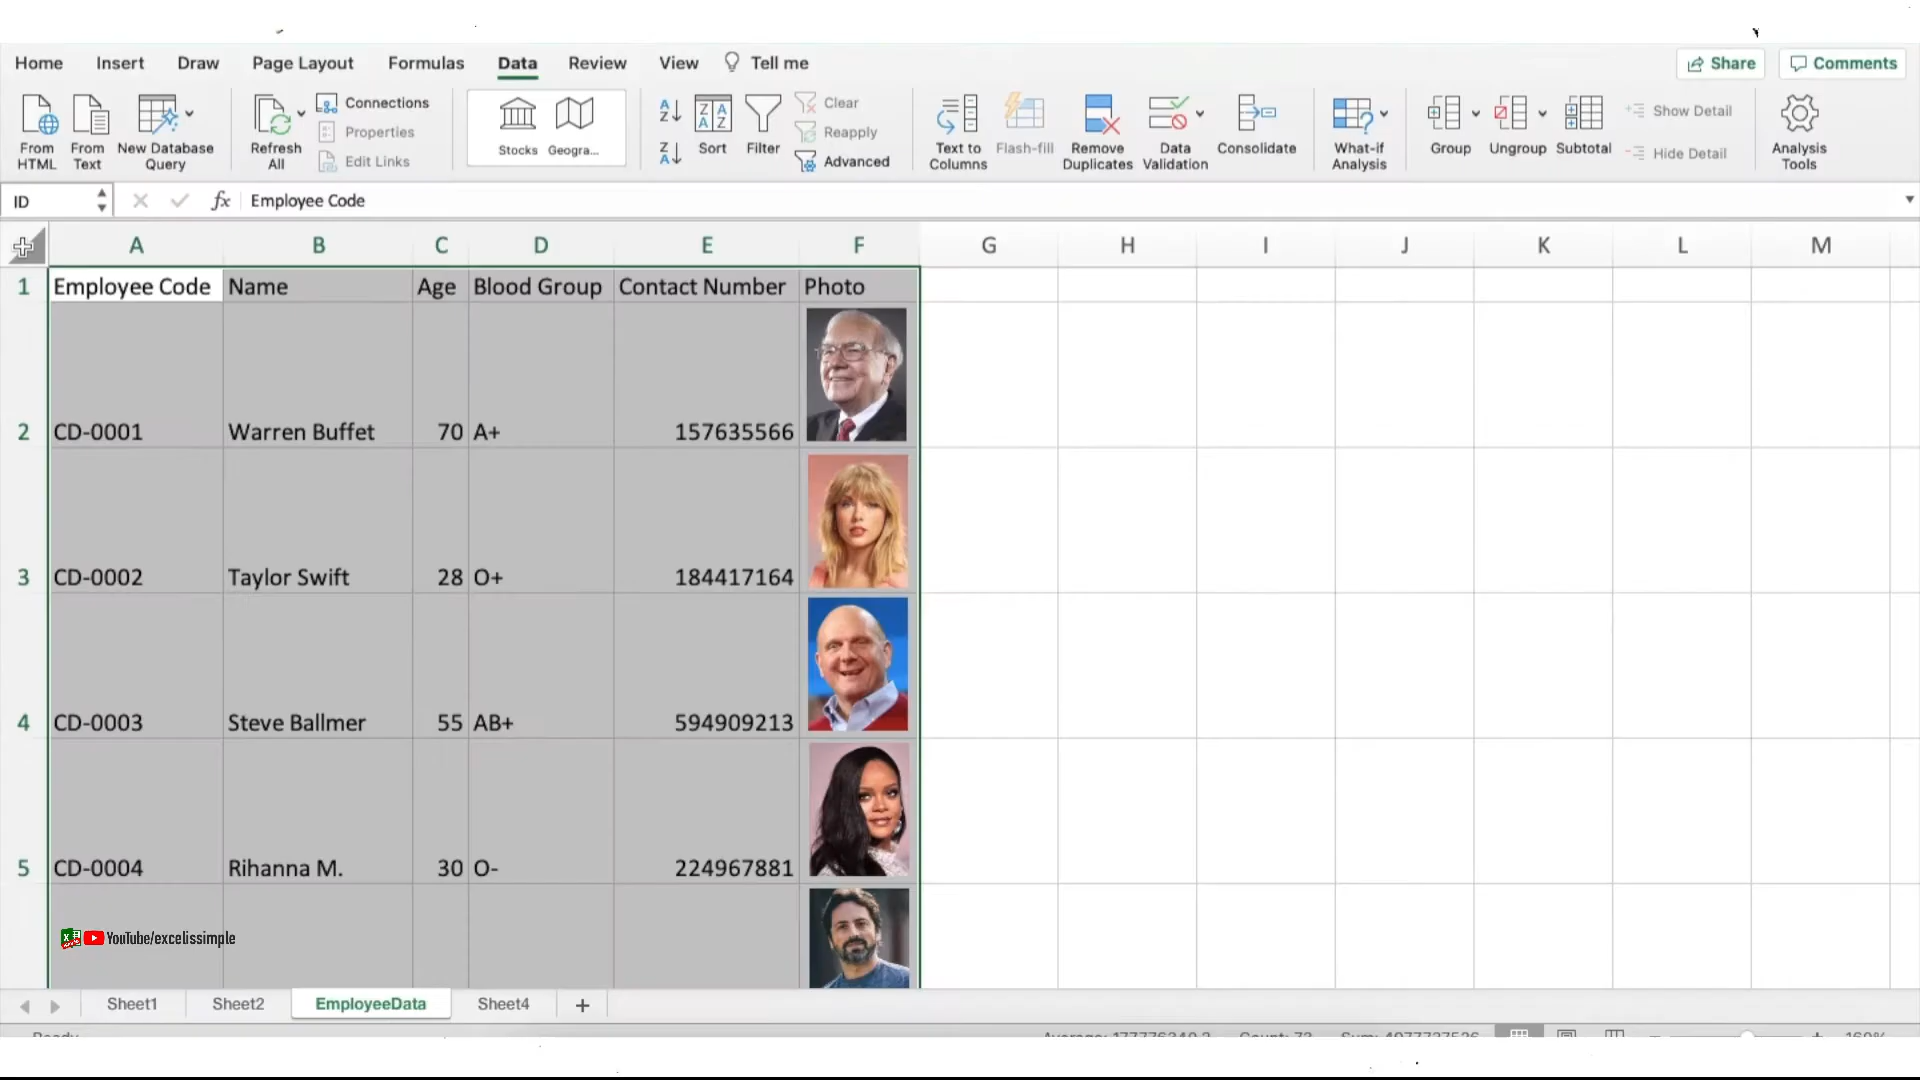 Home Insert Draw Page Layout Formulas Data Review View Tell me Share Comments
From HTML
From Text
New Database Query
Refresh All
Connections
Properties
Edit Links
Stocks Geogra...
Sort
Filter
Clear
Reapply
Advanced
Text to Columns
Flash-fill
Remove Duplicates
Data Validation
Consolidate
What-if Analysis
Group
Ungroup
Subtotal
Show Detail
Hide Detail
Analysis Tools
ID fx Employee Code
A B C D E F G H I J K L M
1 Employee Code Name Age Blood Group Contact Number Photo
2 CD-0001 Warren Buffet 70 A+ 157635566
3 CD-0002 Taylor Swift 28 O+ 184417164
4 CD-0003 Steve Ballmer 55 AB+ 594909213
5 CD-0004 Rihanna M. 30 O- 224967881
YouTube/excelissimple
Sheet1 Sheet2 EmployeeData Sheet4 +